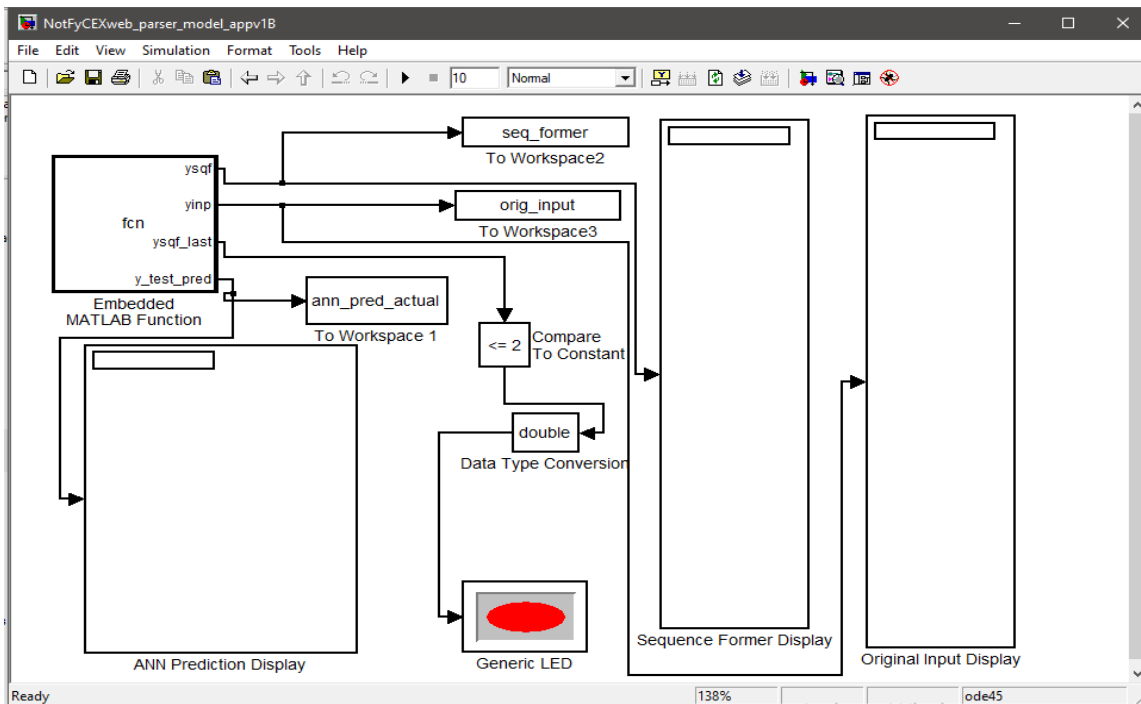 NotFyCEXweb_parser_model_appv1B
File Edit View Simulation Format Tools Help
10 Normal
seq_former
To Workspace2
ysqf
yinp
orig_input
fcn
To Workspace3
ysqf_last
y_test_pred
ann_pred_actual
Embedded
MATLAB Function
To Workspace 1
<= 2
Compare
To Constant
double
Data Type Conversion
Sequence Former Display
Original Input Display
ANN Prediction Display
Generic LED
Ready 138% ode45